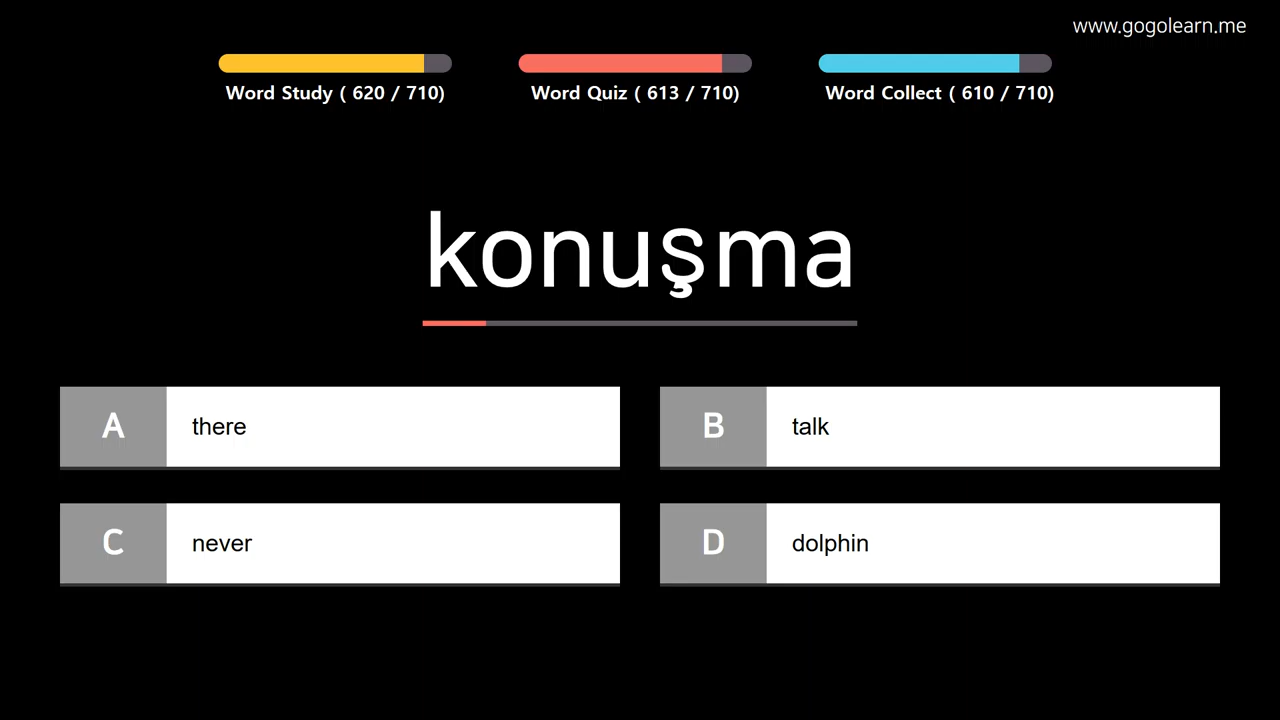 www.gogolearn.me
Word Study ( 620 / 710)
Word Quiz ( 613 / 710)
Word Collect ( 610 / 710)
konuşma
A there
B talk
C never
D dolphin